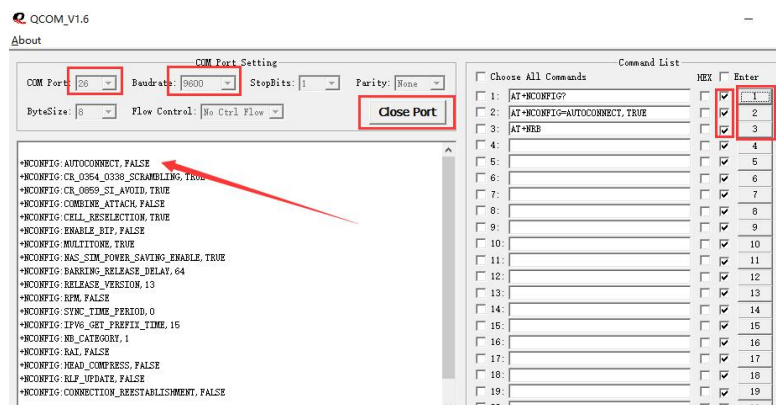 QCOM_V1.6
About
COM Port Setting
COM Port: 26 Baudrate: 9600 StopBits: 1 Parity: None
ByteSize: 8 Flow Control: No Ctrl Flow Close Port
+NCONFIG:AUTOCONNECT,FALSE
+NCONFIG:CR_0354_0338_SCRAMBLING,TRUE
+NCONFIG:CR_0859_SI_AVOID,TRUE
+NCONFIG:COMBINE_ATTACH,FALSE
+NCONFIG:CELL_RESELECTION,TRUE
+NCONFIG:ENABLE_BIP,FALSE
+NCONFIG:MULTITONE,TRUE
+NCONFIG:NAS_SIM_POWER_SAVING_ENABLE,TRUE
+NCONFIG:BARRING_RELEASE_DELAY,64
+NCONFIG:RELEASE_VERSION,13
+NCONFIG:RPM,FALSE
+NCONFIG:SYNC_TIME_PERIOD,0
+NCONFIG:IPV6_GET_PREFIX_TIME,15
+NCONFIG:NB_CATEGORY,1
+NCONFIG:RAI,FALSE
+NCONFIG:HEAD_COMPRESS,FALSE
+NCONFIG:RLF_UPDATE,FALSE
+NCONFIG:CONNECTION_REESTABLISHMENT,FALSE
Command List
Choose All Commands HEX Enter
1: AT+NCONFIG? 1
2: AT+NCONFIG=AUTOCONNECT,TRUE 2
3: AT+NRB 3
4: 4
5: 5
6: 6
7: 7
8: 8
9: 9
10: 10
11: 11
12: 12
13: 13
14: 14
15: 15
16: 16
17: 17
18: 18
19: 19